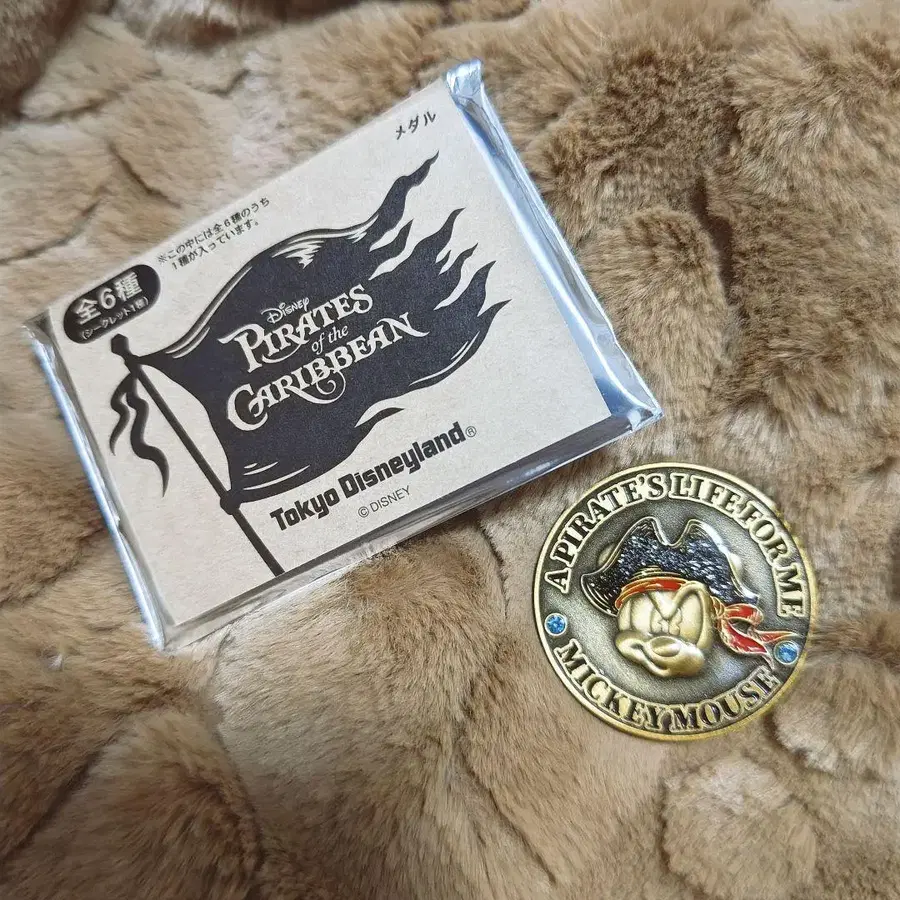 メダル
※この中には全6種のうち
1種が入っています。
全6種
(シークレット1種)
Disney
PIRATES
of the
CARIBBEAN
Tokyo Disneyland®
© DISNEY
A PIRATE'S LIFE FOR ME
MICKEY MOUSE